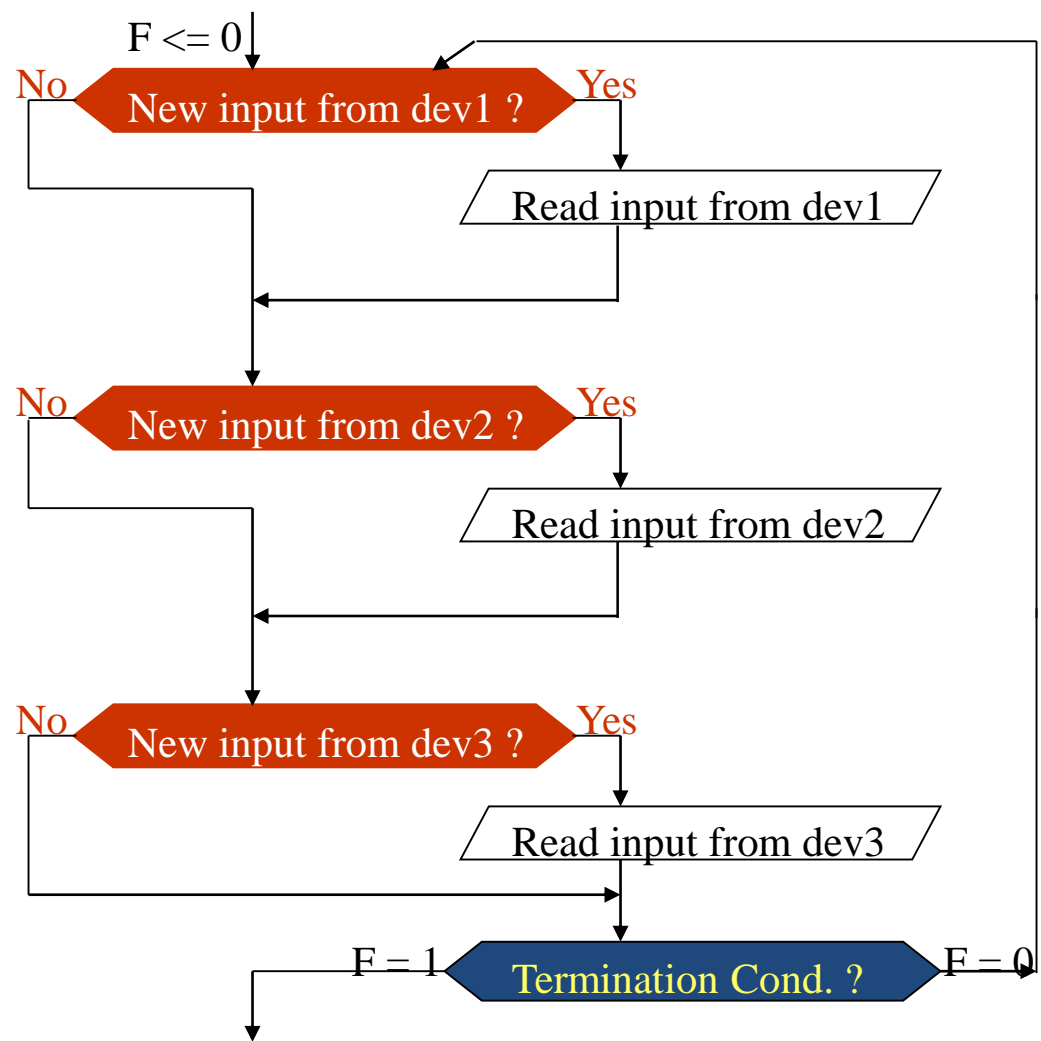 F <= 0
No
New input from dev1 ?
Yes
Read input from dev1
No
New input from dev2 ?
Yes
Read input from dev2
No
New input from dev3 ?
Yes
Read input from dev3
F = 1
Termination Cond. ?
F = 0